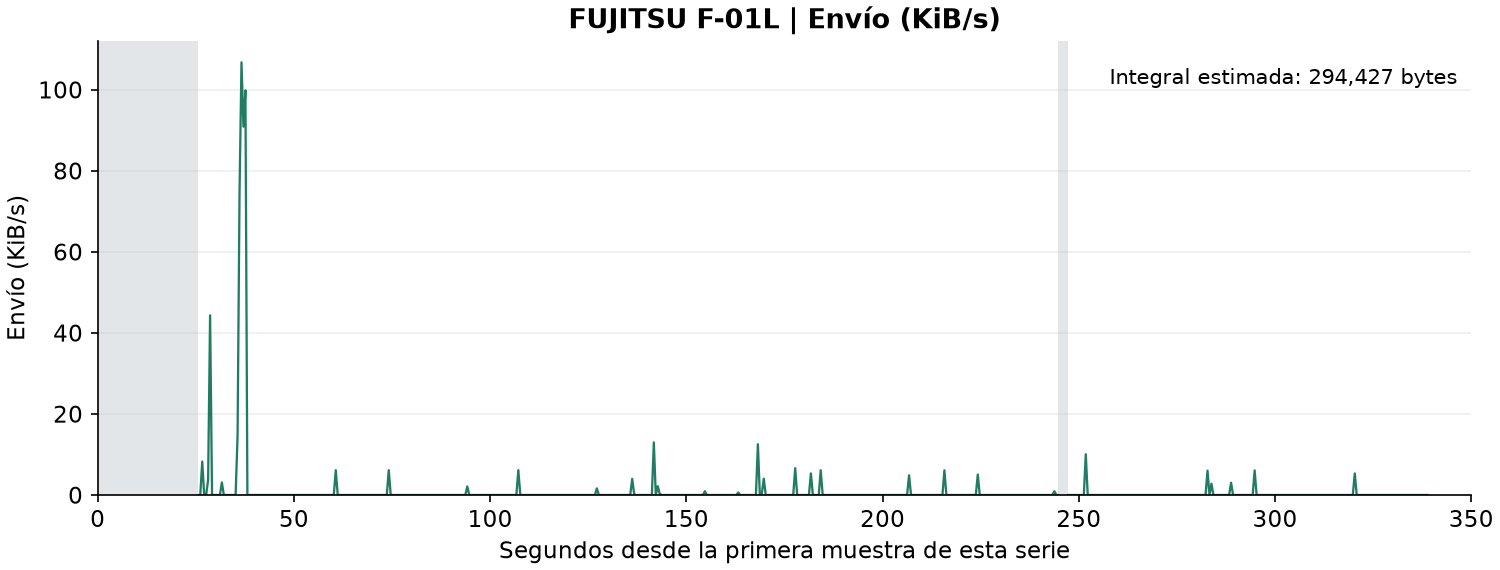 FUJITSU F-01L | Envío (KiB/s)
Integral estimada: 294,427 bytes
Envío (KiB/s)
100
80
60
40
20
0
0 50 100 150 200 250 300 350
Segundos desde la primera muestra de esta serie